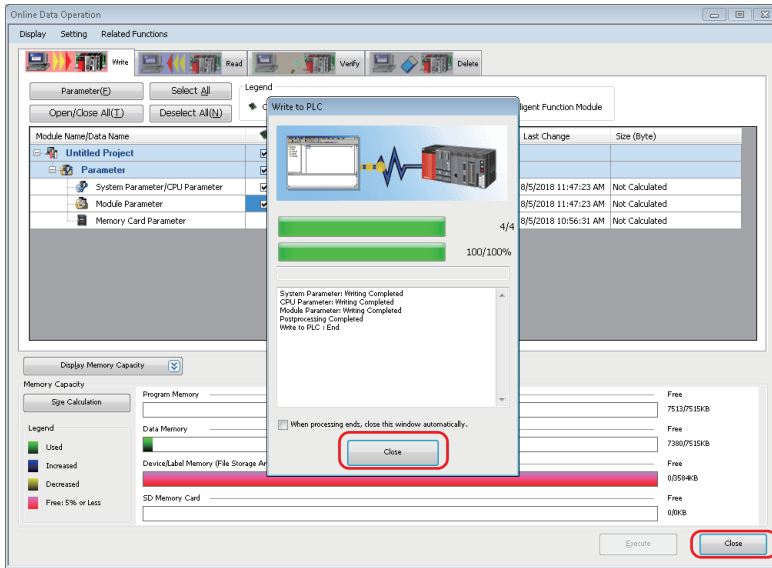 Online Data Operation
Display Setting Related Functions
Write Read Verify Delete
Parameter(F) Select All
Legend
Open/Close All(T) Deselect All(N)
ligent Function Module
Write to PLC
Module Name/Data Name Last Change Size (Byte)
Untitled Project
Parameter
System Parameter/CPU Parameter 8/5/2018 11:47:23 AM Not Calculated
Module Parameter 8/5/2018 11:47:23 AM Not Calculated
Memory Card Parameter 8/5/2018 10:56:31 AM Not Calculated
4/4
100/100%
System Parameter: Writing Completed
CPU Parameter: Writing Completed
Module Parameter: Writing Completed
Postprocessing Completed
Write to PLC : End
When processing ends, close this window automatically.
Close
Display Memory Capacity
Memory Capacity
Size Calculation
Program Memory Free
7513/7515KB
Legend
Used
Increased
Decreased
Free: 5% or Less
Data Memory Free
7380/7515KB
Device/Label Memory (File Storage Ar Free
0/3584KB
SD Memory Card Free
0/0KB
Execute Close